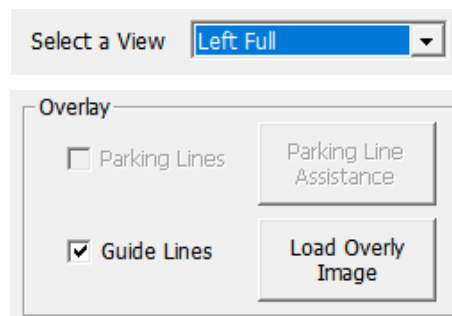 Select a View Left Full
Overlay
Parking Lines
Parking Line
Assistance
Guide Lines
Load Overly
Image